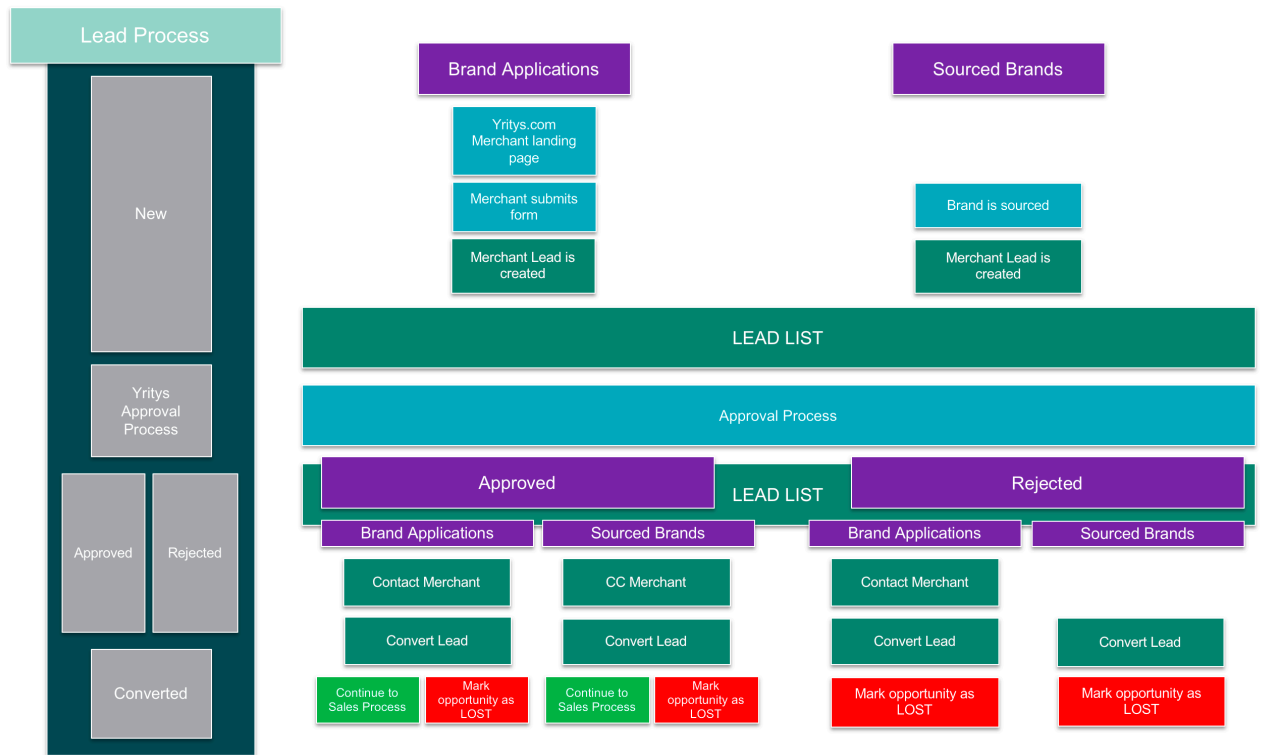 Lead Process
New
Yritys
Approval
Process
Approved
Rejected
Converted
Brand Applications
Sourced Brands
Yritys.com
Merchant landing
page
Merchant submits
form
Merchant Lead is
created
Brand is sourced
Merchant Lead is
created
LEAD LIST
Approval Process
Approved
LEAD LIST
Rejected
Brand Applications
Sourced Brands
Brand Applications
Sourced Brands
Contact Merchant
CC Merchant
Contact Merchant
Convert Lead
Convert Lead
Convert Lead
Convert Lead
Continue to
Sales Process
Mark
opportunity as
LOST
Continue to
Sales Process
Mark
opportunity as
LOST
Mark opportunity as
LOST
Mark opportunity as
LOST